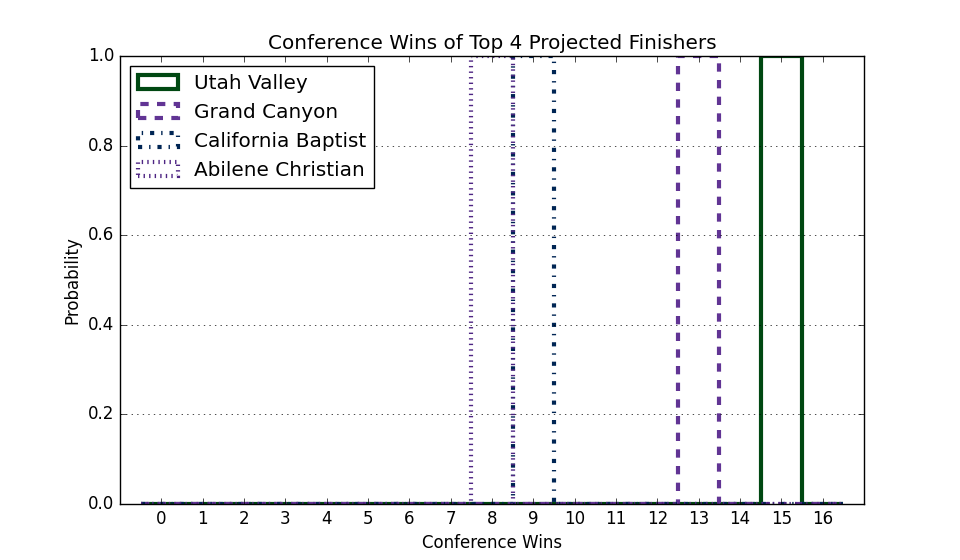 Conference Wins of Top 4 Projected Finishers
1.0
0.8
0.6
0.4
0.2
0.0
Probability
Utah Valley
Grand Canyon
California Baptist
Abilene Christian
0 1 2 3 4 5 6 7 8 9 10 11 12 13 14 15 16
Conference Wins